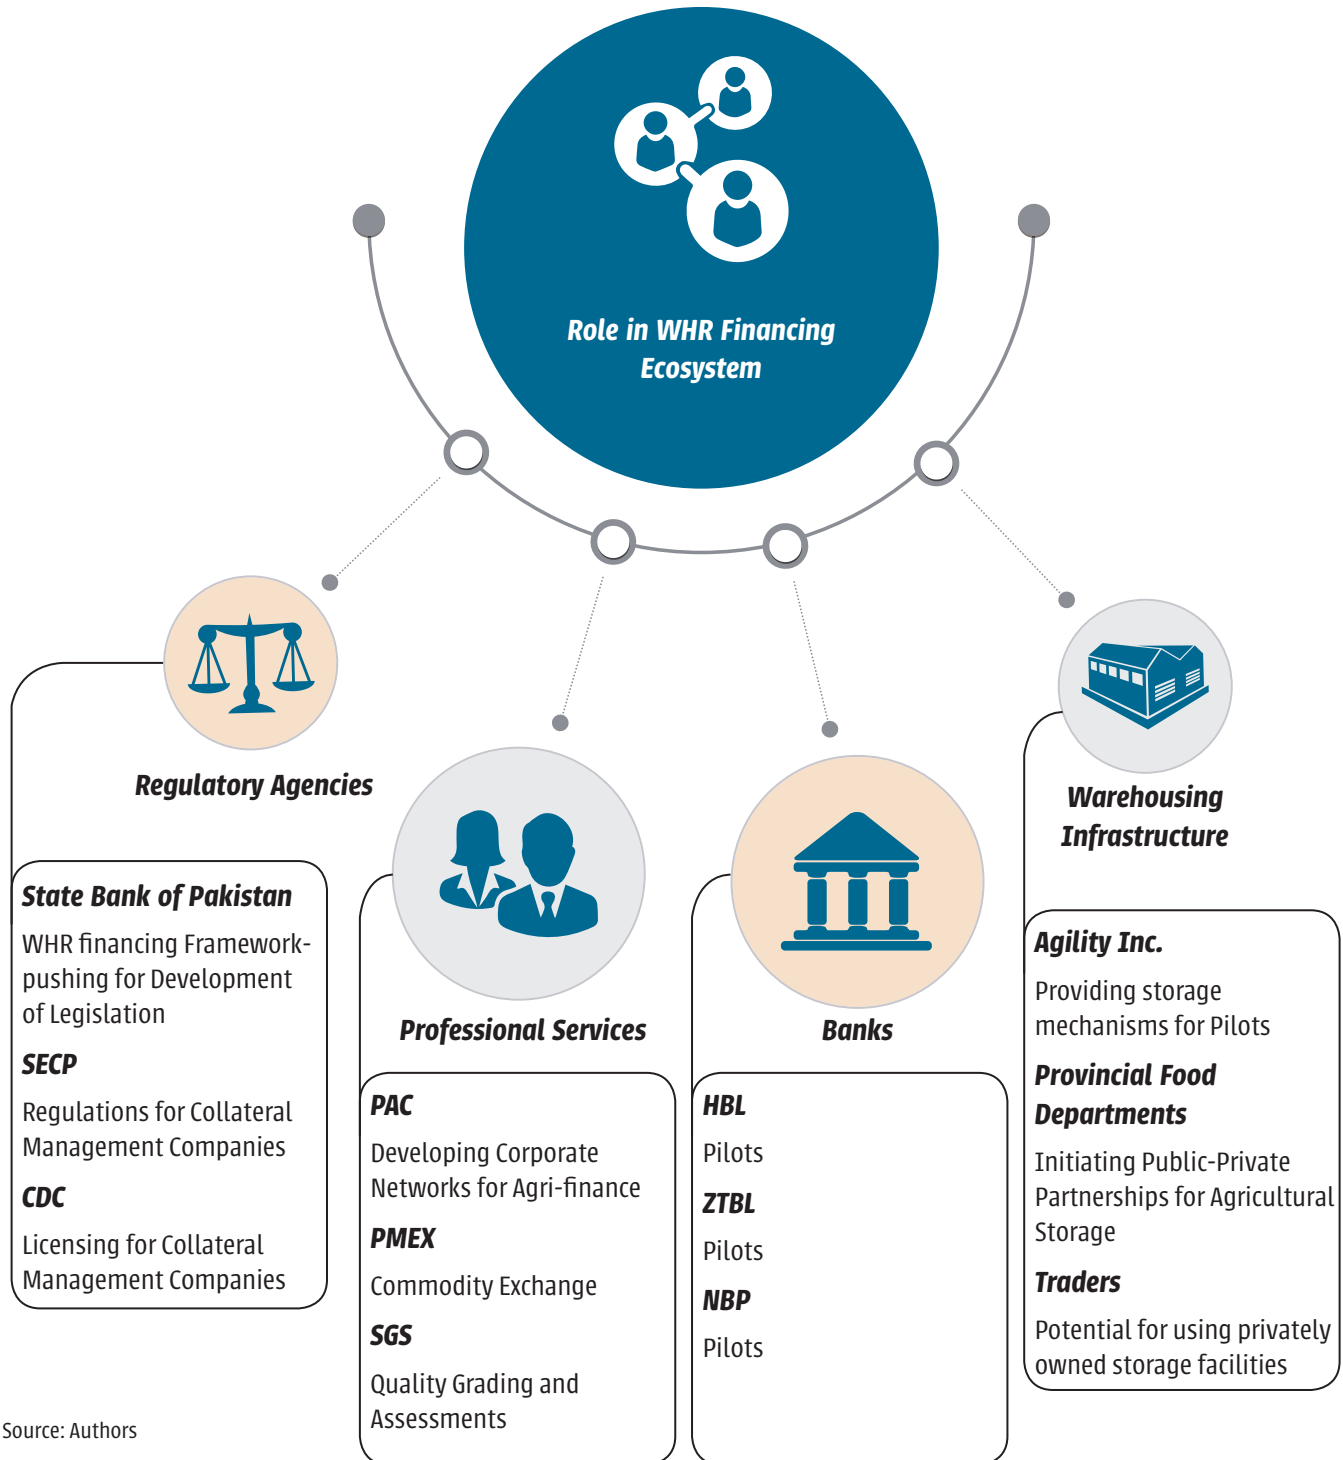 Role in WHR Financing
Ecosystem
Regulatory Agencies
State Bank of Pakistan
WHR financing Framework-
pushing for Development
of Legislation
SECP
Regulations for Collateral
Management Companies
CDC
Licensing for Collateral
Management Companies
Professional Services
PAC
Developing Corporate
Networks for Agri-finance
PMEX
Commodity Exchange
SGS
Quality Grading and
Assessments
Banks
HBL
Pilots
ZTBL
Pilots
NBP
Pilots
Warehousing
Infrastructure
Agility Inc.
Providing storage
mechanisms for Pilots
Provincial Food
Departments
Initiating Public-Private
Partnerships for Agricultural
Storage
Traders
Potential for using privately
owned storage facilities
Source: Authors